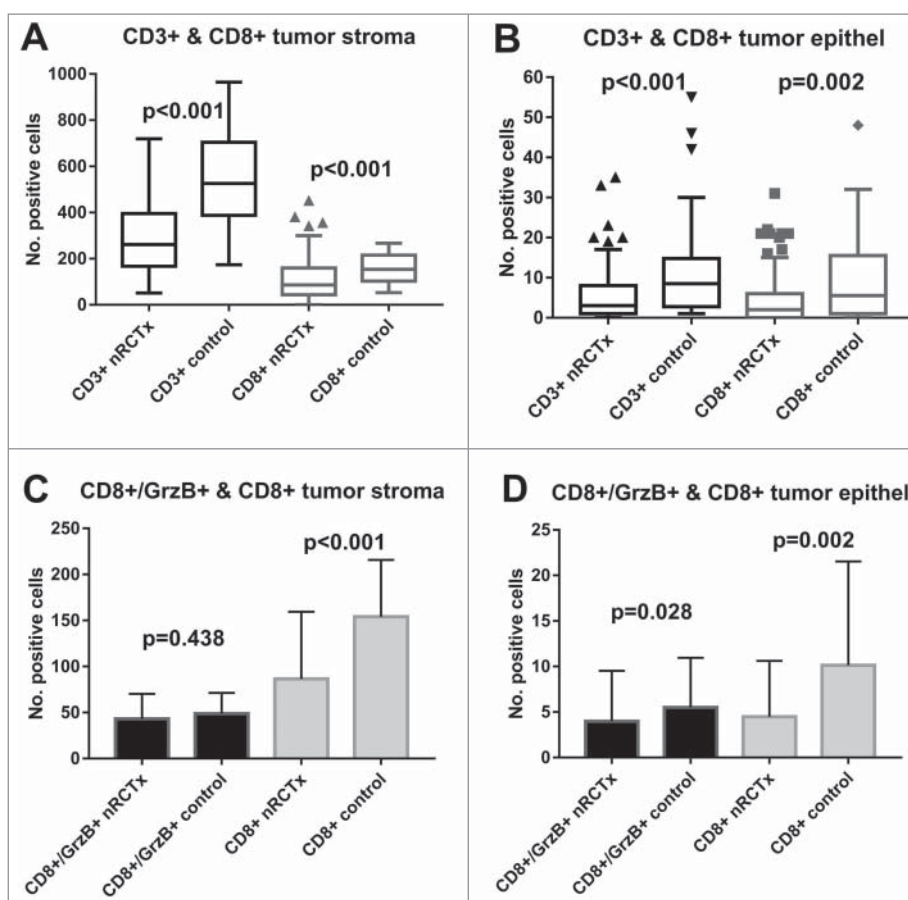 A
CD3+ & CD8+ tumor stroma
No. positive cells
1000
800
600
400
200
0
p<0.001
p<0.001
CD3+ nRCTx
CD3+ control
CD8+ nRCTx
CD8+ control
B
CD3+ & CD8+ tumor epithel
No. positive cells
60
50
40
30
20
10
0
p<0.001
p=0.002
CD3+ nRCTx
CD3+ control
CD8+ nRCTx
CD8+ control
C
CD8+/GrzB+ & CD8+ tumor stroma
No. positive cells
250
200
150
100
50
0
p=0.438
p<0.001
CD8+/GrzB+ nRCTx
CD8+/GrzB+ control
CD8+ nRCTx
CD8+ control
D
CD8+/GrzB+ & CD8+ tumor epithel
No. positive cells
25
20
15
10
5
0
p=0.028
p=0.002
CD8+/GrzB+ nRCTx
CD8+/GrzB+ control
CD8+ nRCTx
CD8+ control